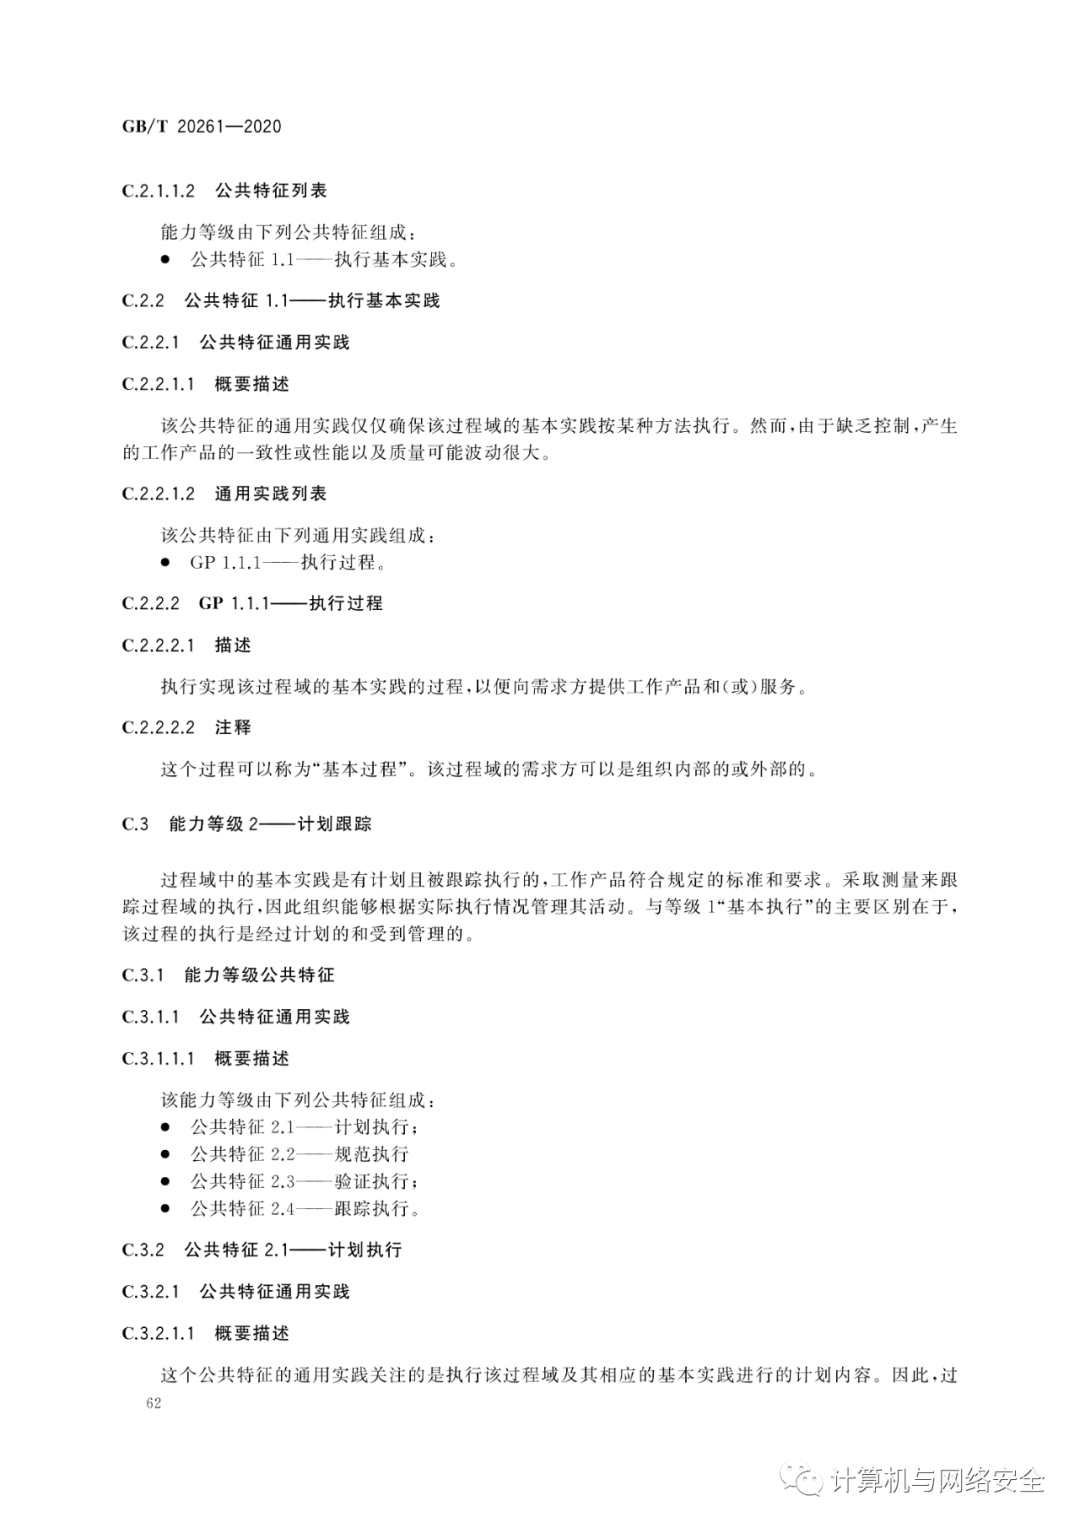 GB/T 20261—2020
C.2.1.1.2 公共特征列表
能力等级由下列公共特征组成：
● 公共特征 1.1——执行基本实践。
C.2.2 公共特征 1.1——执行基本实践
C.2.2.1 公共特征通用实践
C.2.2.1.1 概要描述
该公共特征的通用实践仅仅确保该过程域的基本实践按某种方法执行。然而，由于缺乏控制，产生
的工作产品的一致性或性能以及质量可能波动很大。
C.2.2.1.2 通用实践列表
该公共特征由下列通用实践组成：
● GP 1.1.1——执行过程。
C.2.2.2 GP 1.1.1——执行过程
C.2.2.2.1 描述
执行实现该过程域的基本实践的过程，以便向需求方提供工作产品和（或）服务。
C.2.2.2.2 注释
这个过程可以称为“基本过程”。该过程域的需求方可以是组织内部的或外部的。
C.3 能力等级 2——计划跟踪
过程域中的基本实践是有计划且被跟踪执行的，工作产品符合规定的标准和要求。采取测量来跟
踪过程域的执行，因此组织能够根据实际执行情况管理其活动。与等级 1“基本执行”的主要区别在于，
该过程的执行是经过计划的和受到管理的。
C.3.1 能力等级公共特征
C.3.1.1 公共特征通用实践
C.3.1.1.1 概要描述
该能力等级由下列公共特征组成：
● 公共特征 2.1——计划执行；
● 公共特征 2.2——规范执行
● 公共特征 2.3——验证执行；
● 公共特征 2.4——跟踪执行。
C.3.2 公共特征 2.1——计划执行
C.3.2.1 公共特征通用实践
C.3.2.1.1 概要描述
这个公共特征的通用实践关注的是执行该过程域及其相应的基本实践进行的计划内容。因此，过
62
计算机与网络安全